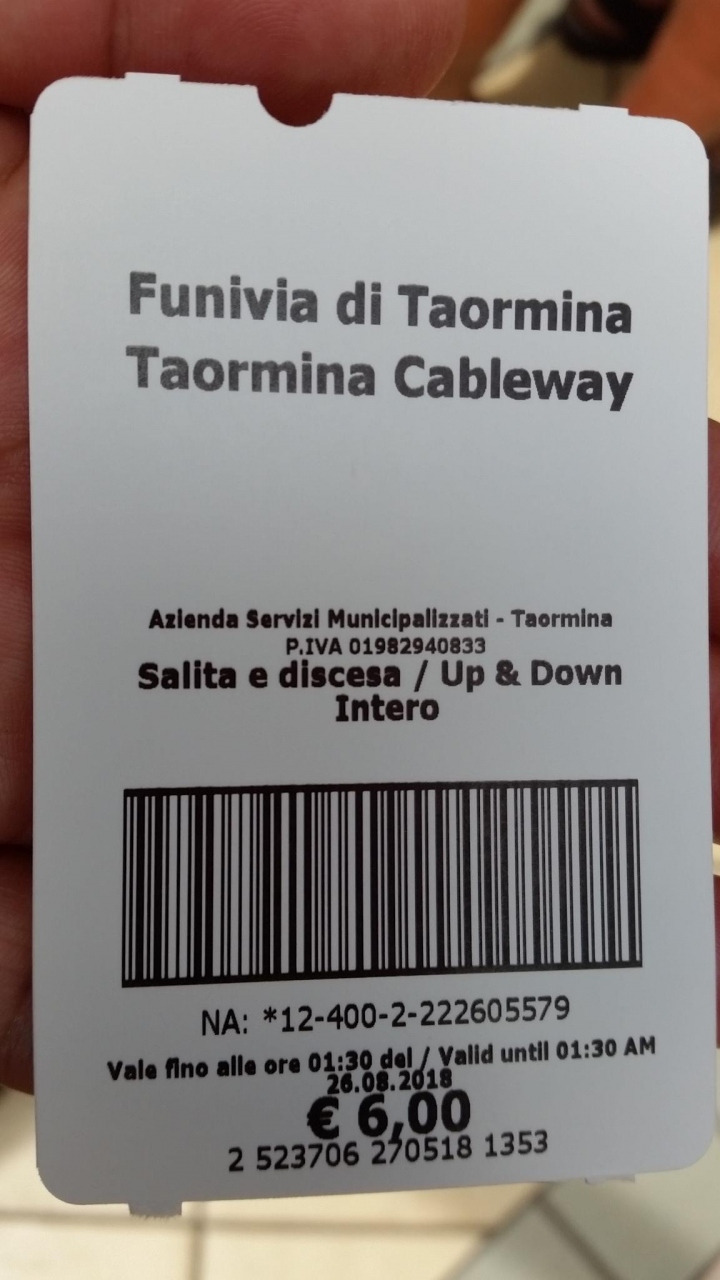 Funivia di Taormina
Taormina Cableway
Azienda Servizi Municipalizzati - Taormina
P.IVA 01982940833
Salita e discesa / Up & Down
Intero
NA: *12-400-2-222605579
Vale fino alle ore 01:30 del / Valid until 01:30 AM
26.08.2018
€ 6,00
2 523706 270518 1353